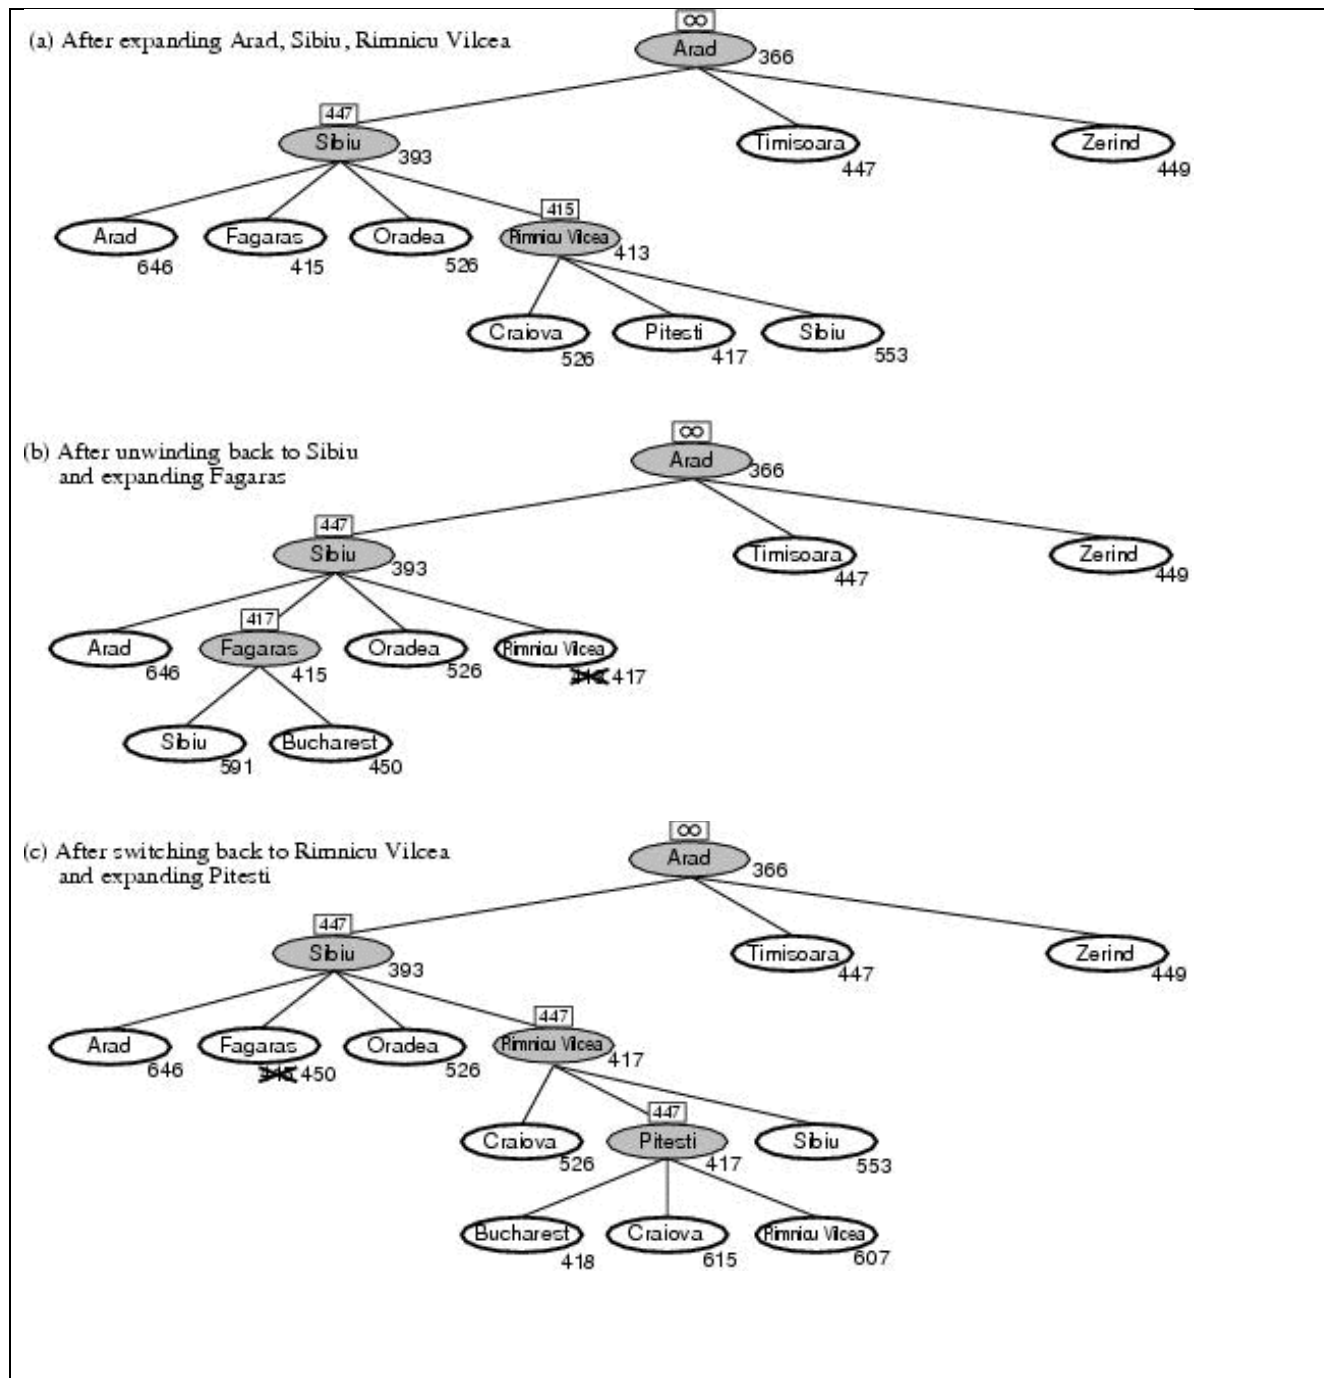 (a) After expanding Arad, Sibiu, Rimnicu Vilcea
∞
Arad
366
447
Sibiu
393
Timisoara
447
Zerind
449
Arad
646
Fagaras
415
Oradea
526
415
Rimnicu Vilcea
413
Craiova
526
Pitesti
417
Sibiu
553
(b) After unwinding back to Sibiu
and expanding Fagaras
∞
Arad
366
447
Sibiu
393
Timisoara
447
Zerind
449
Arad
646
417
Fagaras
415
Oradea
526
Rimnicu Vilcea
417
Sibiu
591
Bucharest
450
(c) After switching back to Rimnicu Vilcea
and expanding Pitesti
∞
Arad
366
447
Sibiu
393
Timisoara
447
Zerind
449
Arad
646
Fagaras
450
Oradea
526
447
Rimnicu Vilcea
417
Craiova
526
447
Pitesti
417
Sibiu
553
Bucharest
418
Craiova
615
Rimnicu Vilcea
607